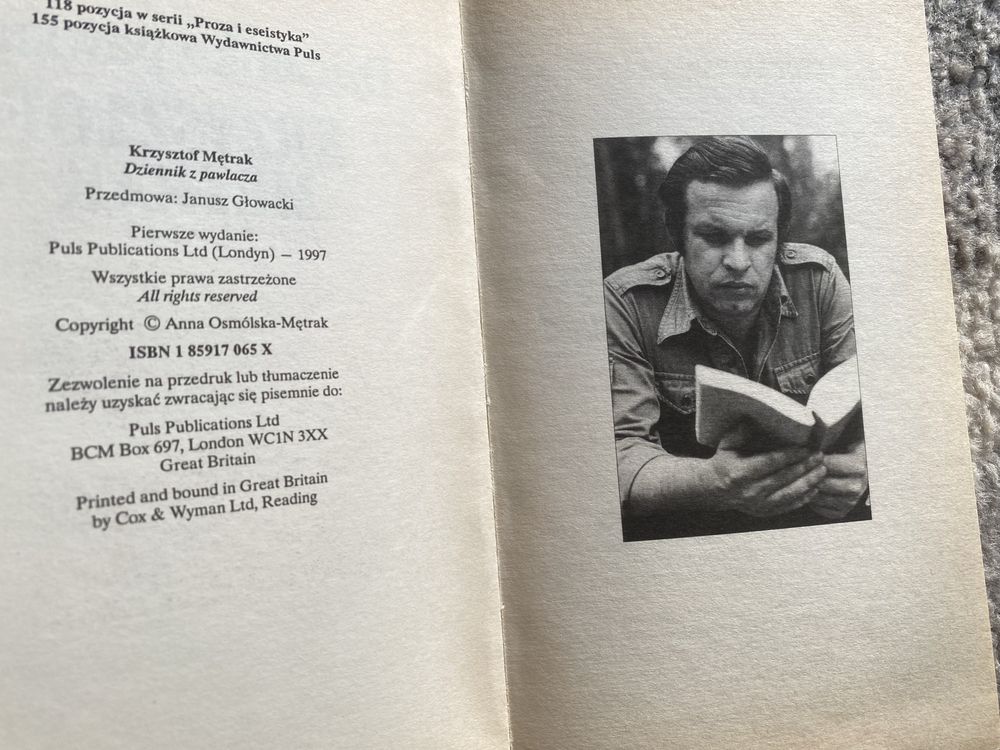 118 pozycja w serii „Proza i eseistyka”
155 pozycja książkowa Wydawnictwa Puls
Krzysztof Mętrak
Dziennik z pawlacza
Przedmowa: Janusz Głowacki
Pierwsze wydanie:
Puls Publications Ltd (Londyn) — 1997
Wszystkie prawa zastrzeżone
All rights reserved
Copyright © Anna Osmólska-Mętrak
ISBN 1 85917 065 X
Zezwolenie na przedruk lub tłumaczenie
należy uzyskać zwracając się pisemnie do:
Puls Publications Ltd
BCM Box 697, London WC1N 3XX
Great Britain
Printed and bound in Great Britain
by Cox & Wyman Ltd, Reading